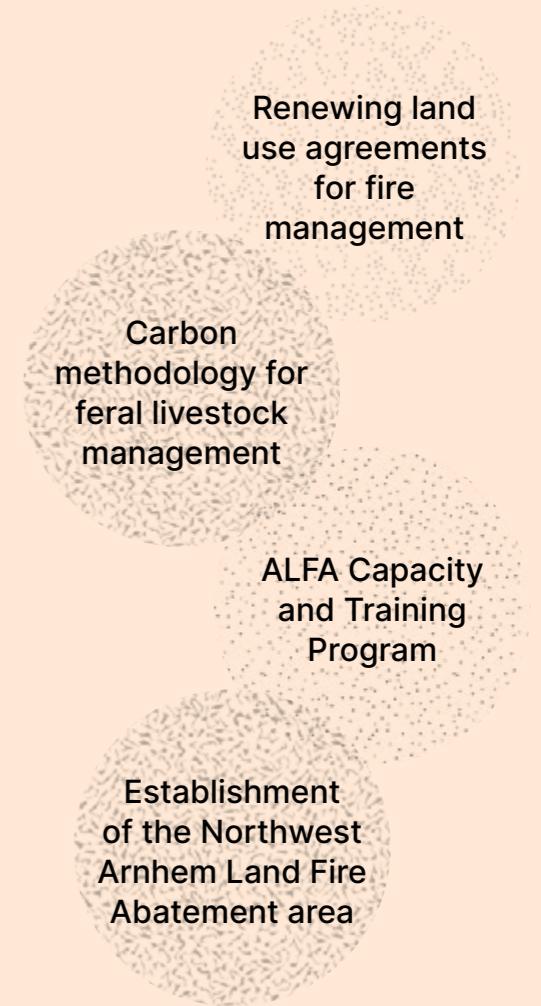 Renewing land
use agreements
for fire
management
Carbon
methodology for
feral livestock
management
ALFA Capacity
and Training
Program
Establishment
of the Northwest
Arnhem Land Fire
Abatement area